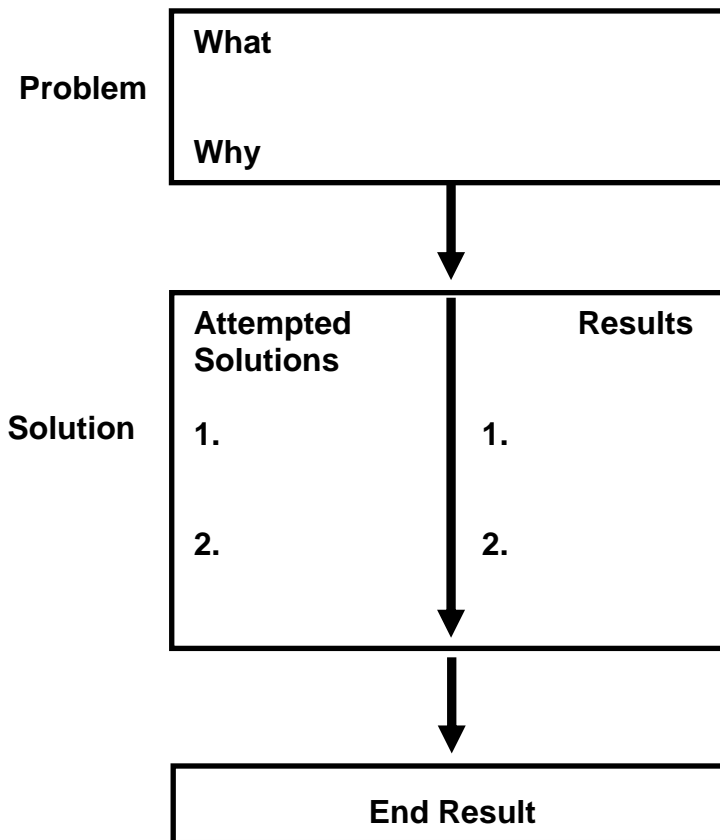 What
Problem
Why
Attempted Results
Solutions
Solution
1. 1.
2. 2.
End Result